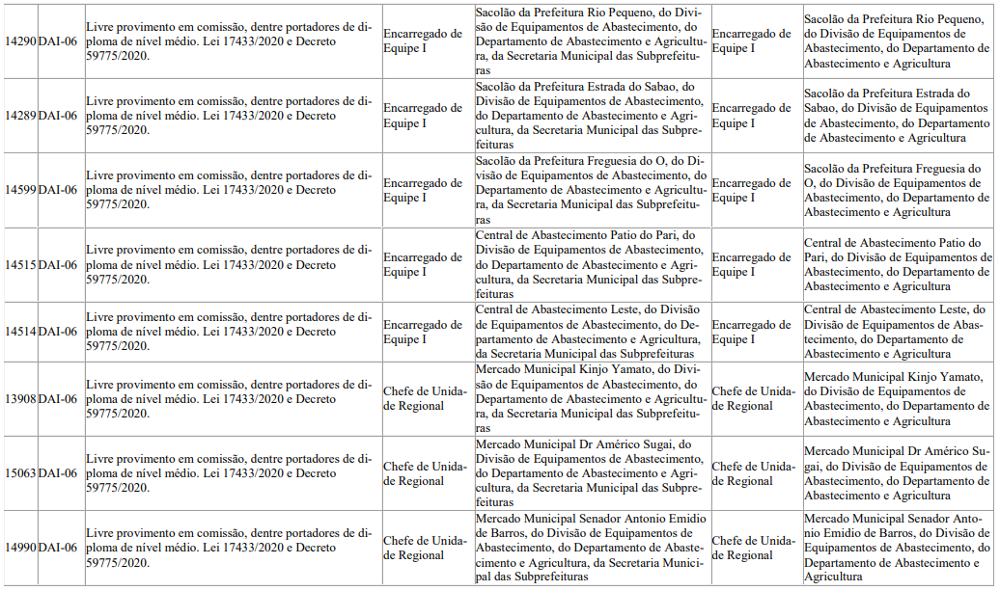 14290 DAI-06
Livre provimento em comissão, dentre portadores de di-
ploma de nível médio. Lei 17433/2020 e Decreto
59775/2020.
Encarregado de
Equipe I
Sacolão da Prefeitura Rio Pequeno, do Divi-
são de Equipamentos de Abastecimento, do
Departamento de Abastecimento e Agricultu-
ra, da Secretaria Municipal das Subprefeitu-
ras
Encarregado de
Equipe I
Sacolão da Prefeitura Rio Pequeno,
do Divisão de Equipamentos de
Abastecimento, do Departamento de
Abastecimento e Agricultura
14289 DAI-06
Livre provimento em comissão, dentre portadores de di-
ploma de nível médio. Lei 17433/2020 e Decreto
59775/2020.
Encarregado de
Equipe I
Sacolão da Prefeitura Estrada do Sabao, do
Divisão de Equipamentos de Abastecimento,
do Departamento de Abastecimento e Agri-
cultura, da Secretaria Municipal das Subpre-
feituras
Encarregado de
Equipe I
Sacolão da Prefeitura Estrada do
Sabao, do Divisão de Equipamentos
de Abastecimento, do Departamento
de Abastecimento e Agricultura
14599 DAI-06
Livre provimento em comissão, dentre portadores de di-
ploma de nível médio. Lei 17433/2020 e Decreto
59775/2020.
Encarregado de
Equipe I
Sacolão da Prefeitura Freguesia do O, do Di-
visão de Equipamentos de Abastecimento, do
Departamento de Abastecimento e Agricultu-
ra, da Secretaria Municipal das Subprefeitu-
ras
Encarregado de
Equipe I
Sacolão da Prefeitura Freguesia do
O, do Divisão de Equipamentos de
Abastecimento, do Departamento de
Abastecimento e Agricultura
14515 DAI-06
Livre provimento em comissão, dentre portadores de di-
ploma de nível médio. Lei 17433/2020 e Decreto
59775/2020.
Encarregado de
Equipe I
Central de Abastecimento Patio do Pari, do
Divisão de Equipamentos de Abastecimento,
do Departamento de Abastecimento e Agri-
cultura, da Secretaria Municipal das Subpre-
feituras
Encarregado de
Equipe I
Central de Abastecimento Patio do
Pari, do Divisão de Equipamentos de
Abastecimento, do Departamento de
Abastecimento e Agricultura
14514 DAI-06
Livre provimento em comissão, dentre portadores de di-
ploma de nível médio. Lei 17433/2020 e Decreto
59775/2020.
Encarregado de
Equipe I
Central de Abastecimento Leste, do Divisão
de Equipamentos de Abastecimento, do De-
partamento de Abastecimento e Agricultura,
da Secretaria Municipal das Subprefeituras
Encarregado de
Equipe I
Central de Abastecimento Leste, do
Divisão de Equipamentos de Abas-
tecimento, do Departamento de
Abastecimento e Agricultura
13908 DAI-06
Livre provimento em comissão, dentre portadores de di-
ploma de nível médio. Lei 17433/2020 e Decreto
59775/2020.
Chefe de Unida-
de Regional
Mercado Municipal Kinjo Yamato, do Divi-
são de Equipamentos de Abastecimento, do
Departamento de Abastecimento e Agricultu-
ra, da Secretaria Municipal das Subprefeitu-
ras
Chefe de Unida-
de Regional
Mercado Municipal Kinjo Yamato,
do Divisão de Equipamentos de
Abastecimento, do Departamento de
Abastecimento e Agricultura
15063 DAI-06
Livre provimento em comissão, dentre portadores de di-
ploma de nível médio. Lei 17433/2020 e Decreto
59775/2020.
Chefe de Unida-
de Regional
Mercado Municipal Dr Américo Sugai, do
Divisão de Equipamentos de Abastecimento,
do Departamento de Abastecimento e Agri-
cultura, da Secretaria Municipal das Subpre-
feituras
Chefe de Unida-
de Regional
Mercado Municipal Dr Américo Su-
gai, do Divisão de Equipamentos de
Abastecimento, do Departamento de
Abastecimento e Agricultura
14990 DAI-06
Livre provimento em comissão, dentre portadores de di-
ploma de nível médio. Lei 17433/2020 e Decreto
59775/2020.
Chefe de Unida-
de Regional
Mercado Municipal Senador Antonio Emidio
de Barros, do Divisão de Equipamentos de
Abastecimento, do Departamento de Abaste-
cimento e Agricultura, da Secretaria Munici-
pal das Subprefeituras
Chefe de Unida-
de Regional
Mercado Municipal Senador Anto-
nio Emidio de Barros, do Divisão de
Equipamentos de Abastecimento, do
Departamento de Abastecimento e
Agricultura